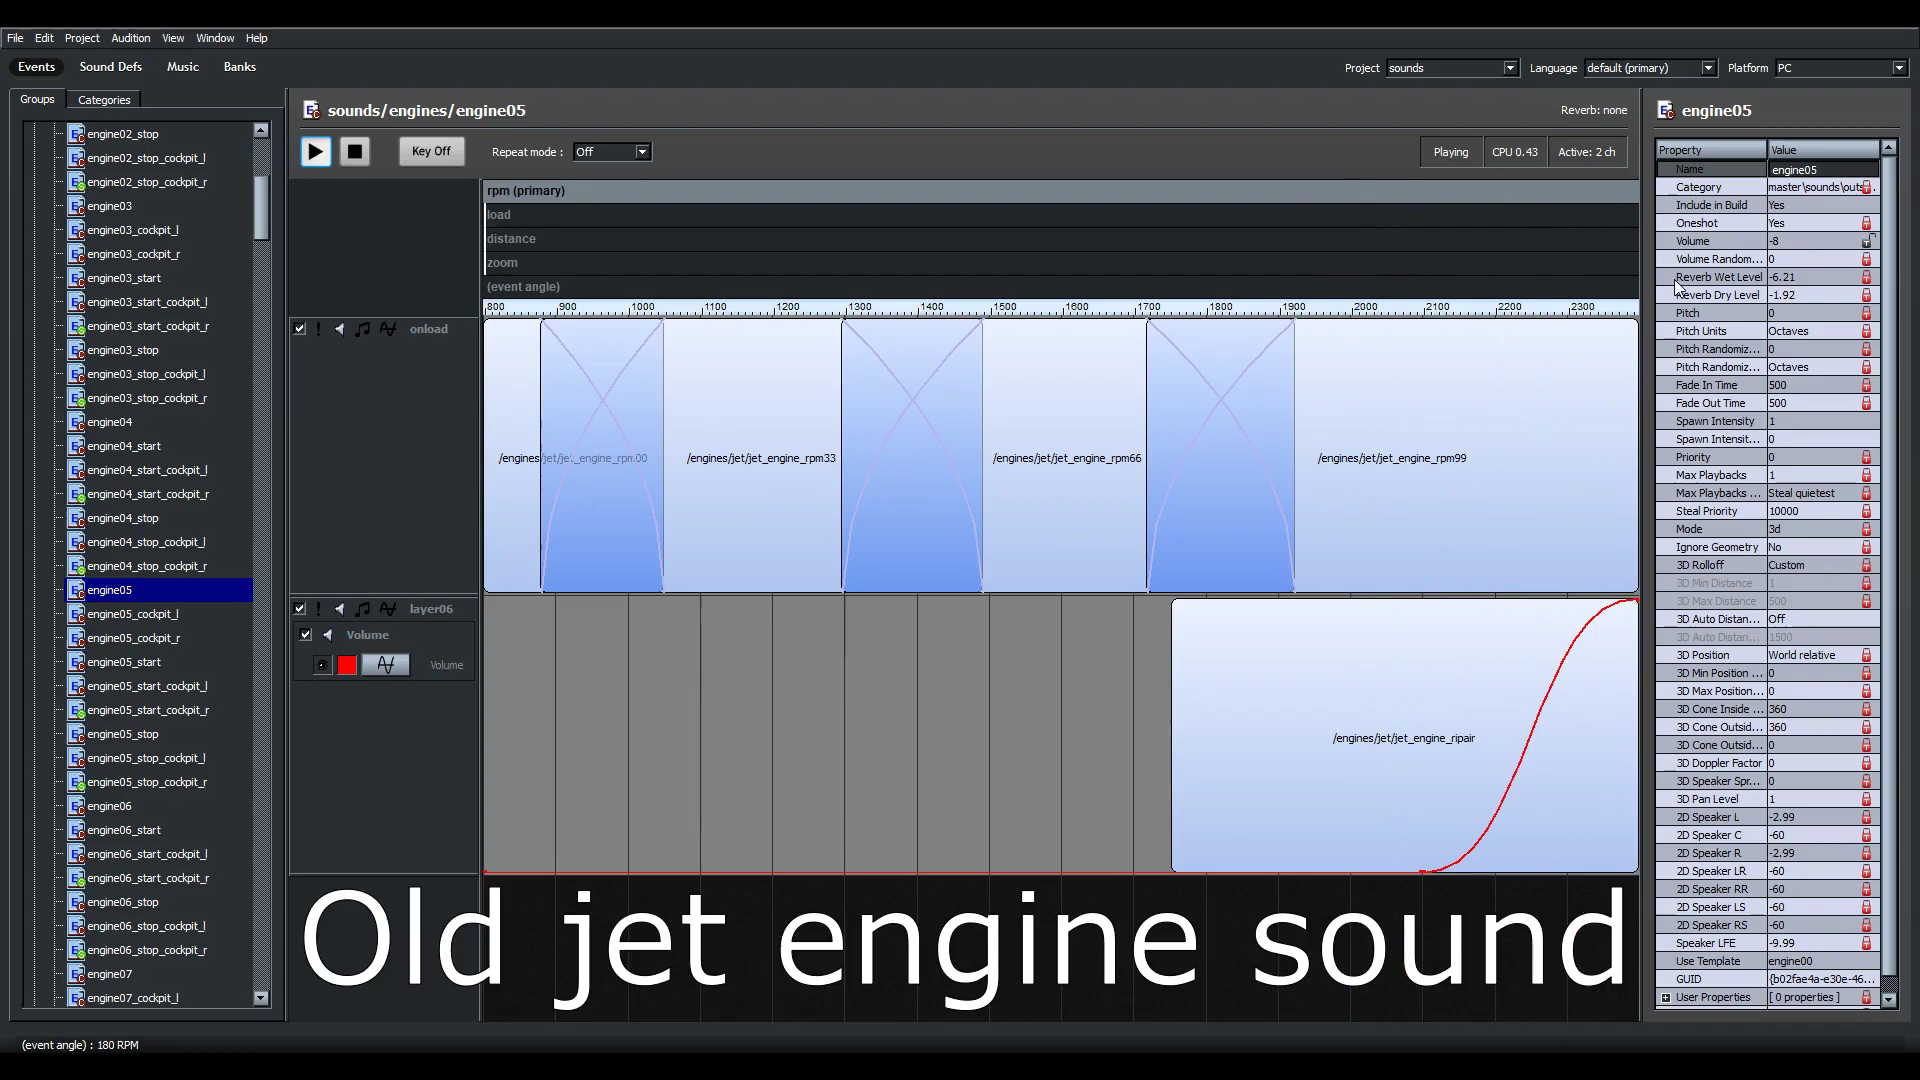 File Edit Project Audition View Window Help
Events Sound Defs Music Banks
Project sounds Language default (primary) Platform PC
Groups Categories
engine02_stop
engine02_stop_cockpit_l
engine02_stop_cockpit_r
engine03
engine03_cockpit_l
engine03_cockpit_r
engine03_start
engine03_start_cockpit_l
engine03_start_cockpit_r
engine03_stop
engine03_stop_cockpit_l
engine03_stop_cockpit_r
engine04
engine04_start
engine04_start_cockpit_l
engine04_start_cockpit_r
engine04_stop
engine04_stop_cockpit_l
engine04_stop_cockpit_r
engine05
engine05_cockpit_l
engine05_cockpit_r
engine05_start
engine05_start_cockpit_l
engine05_start_cockpit_r
engine05_stop
engine05_stop_cockpit_l
engine05_stop_cockpit_r
engine06
engine06_start
engine06_start_cockpit_l
engine06_start_cockpit_r
engine06_stop
engine06_stop_cockpit_l
engine06_stop_cockpit_r
engine07
engine07_cockpit_l
sounds/engines/engine05 Reverb: none
Key Off Repeat mode : Off Playing CPU 0.43 Active: 2 ch
rpm (primary)
load
distance
zoom
(event angle)
800 900 1000 1100 1200 1300 1400 1500 1600 1700 1800 1900 2000 2100 2200 2300
onload
/engines/jet/jet_engine_rpm00 /engines/jet/jet_engine_rpm33 /engines/jet/jet_engine_rpm66 /engines/jet/jet_engine_rpm99
layer06
Volume
Volume
/engines/jet/jet_engine_ripair
Old jet engine sound
engine05
Property Value
Name engine05
Category master\sounds\outs...
Include in Build Yes
Oneshot Yes
Volume -8
Volume Random... 0
Reverb Wet Level -6.21
Reverb Dry Level -1.92
Pitch 0
Pitch Units Octaves
Pitch Randomiz... 0
Pitch Randomiz... Octaves
Fade In Time 500
Fade Out Time 500
Spawn Intensity 1
Spawn Intensit... 0
Priority 0
Max Playbacks 1
Max Playbacks ... Steal quietest
Steal Priority 10000
Mode 3d
Ignore Geometry No
3D Rolloff Custom
3D Min Distance 1
3D Max Distance 500
3D Auto Distan... Off
3D Auto Distan... 1500
3D Position World relative
3D Min Position ... 0
3D Max Position... 0
3D Cone Inside ... 360
3D Cone Outsid... 360
3D Cone Outsid... 0
3D Doppler Factor 0
3D Speaker Spr... 0
3D Pan Level 1
2D Speaker L -2.99
2D Speaker C -60
2D Speaker R -2.99
2D Speaker LR -60
2D Speaker RR -60
2D Speaker LS -60
2D Speaker RS -60
Speaker LFE -9.99
Use Template engine00
GUID {b02fae4a-e30e-46...
User Properties [ 0 properties ]
(event angle) : 180 RPM